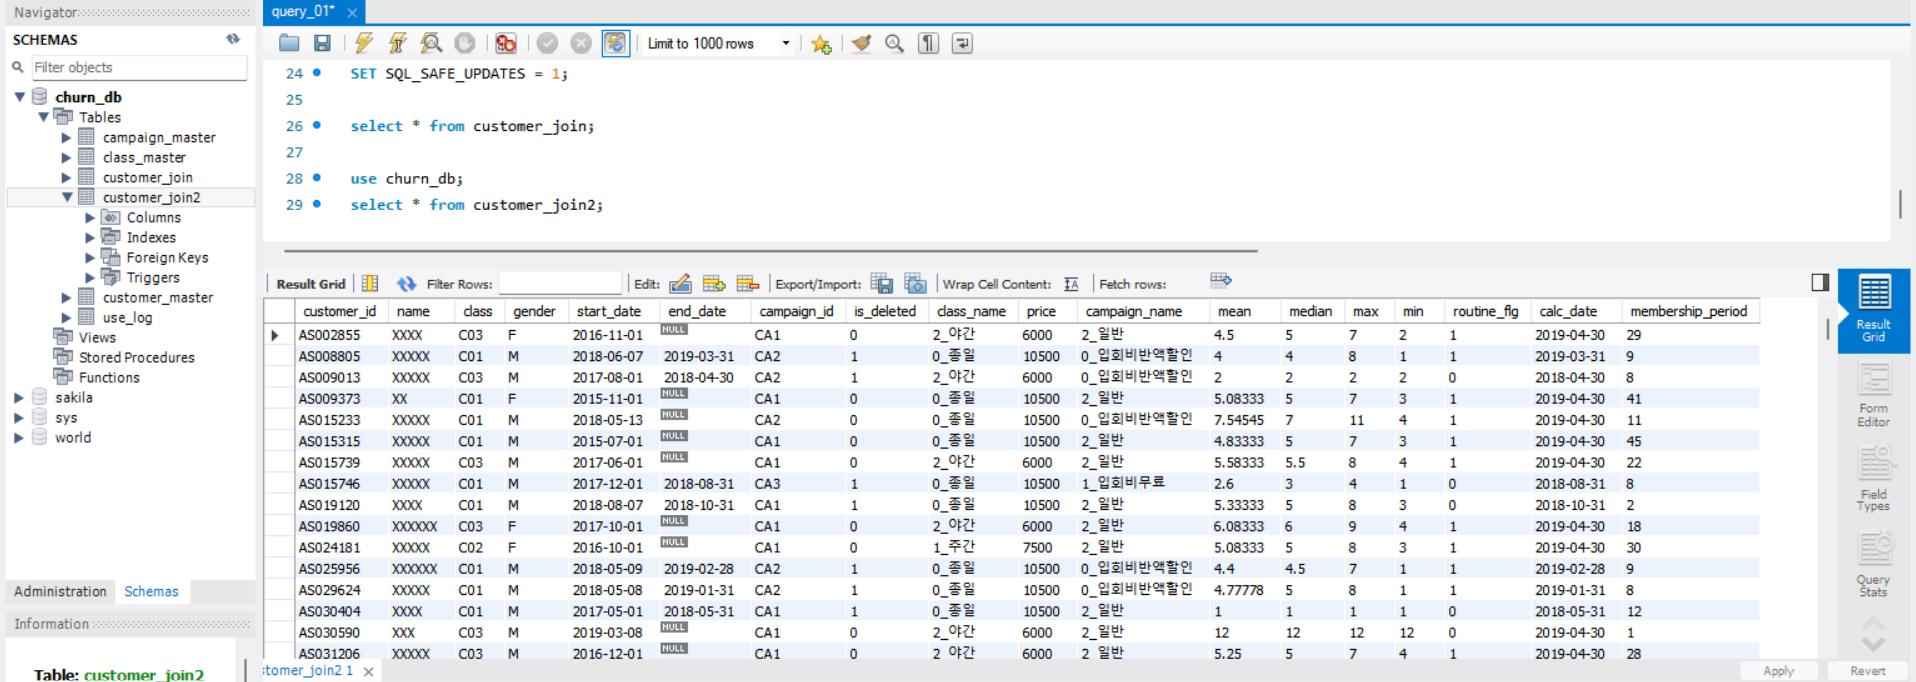 Navigator
query_01*
SCHEMAS
Limit to 1000 rows
Filter objects
24 SET SQL_SAFE_UPDATES = 1;
25
26 select * from customer_join;
27
28 use churn_db;
29 select * from customer_join2;
churn_db
Tables
campaign_master
class_master
customer_join
customer_join2
Columns
Indexes
Foreign Keys
Triggers
customer_master
use_log
Views
Stored Procedures
Functions
sakila
sys
world
Administration Schemas
Information
Table: customer_join2
Result Grid Filter Rows: Edit: Export/Import: Wrap Cell Content: Fetch rows:
customer_id name class gender start_date end_date campaign_id is_deleted class_name price campaign_name mean median max min routine_flg calc_date membership_period
AS002855 XXXX C03 F 2016-11-01 NULL CA1 0 2_야간 6000 2_일반 4.5 5 7 2 1 2019-04-30 29
AS008805 XXXXX C01 M 2018-06-07 2019-03-31 CA2 1 0_종일 10500 0_입회비반액할인 4 4 8 1 1 2019-03-31 9
AS009013 XXXXX C03 M 2017-08-01 2018-04-30 CA2 1 2_야간 6000 0_입회비반액할인 2 2 2 2 0 2018-04-30 8
AS009373 XX C01 F 2015-11-01 NULL CA1 0 0_종일 10500 2_일반 5.08333 5 7 3 1 2019-04-30 41
AS015233 XXXXX C01 M 2018-05-13 NULL CA2 0 0_종일 10500 0_입회비반액할인 7.54545 7 11 4 1 2019-04-30 11
AS015315 XXXXX C01 M 2015-07-01 NULL CA1 0 0_종일 10500 2_일반 4.83333 5 7 3 1 2019-04-30 45
AS015739 XXXXX C03 M 2017-06-01 NULL CA1 0 2_야간 6000 2_일반 5.58333 5.5 8 4 1 2019-04-30 22
AS015746 XXXXX C01 M 2017-12-01 2018-08-31 CA3 1 0_종일 10500 1_입회비무료 2.6 3 4 1 0 2018-08-31 8
AS019120 XXXX C01 M 2018-08-07 2018-10-31 CA1 1 0_종일 10500 2_일반 5.33333 5 8 3 0 2018-10-31 2
AS019860 XXXXXX C03 F 2017-10-01 NULL CA1 0 2_야간 6000 2_일반 6.08333 6 9 4 1 2019-04-30 18
AS024181 XXXXX C02 F 2016-10-01 NULL CA1 0 1_주간 7500 2_일반 5.08333 5 8 3 1 2019-04-30 30
AS025956 XXXXXX C01 M 2018-05-09 2019-02-28 CA2 1 0_종일 10500 0_입회비반액할인 4.4 4.5 7 1 1 2019-02-28 9
AS029624 XXXXX C01 M 2018-05-08 2019-01-31 CA2 1 0_종일 10500 0_입회비반액할인 4.77778 5 8 1 1 2019-01-31 8
AS030404 XXXX C01 M 2017-05-01 2018-05-31 CA1 1 0_종일 10500 2_일반 1 1 1 1 0 2018-05-31 12
AS030590 XXX C03 M 2019-03-08 NULL CA1 0 2_야간 6000 2_일반 12 12 12 12 0 2019-04-30 1
AS031206 XXXXX C03 M 2016-12-01 NULL CA1 0 2_야간 6000 2_일반 5.25 5 7 4 1 2019-04-30 28
Result
Grid
Form
Editor
Field
Types
Query
Stats
stomer_join2 1
Apply Revert